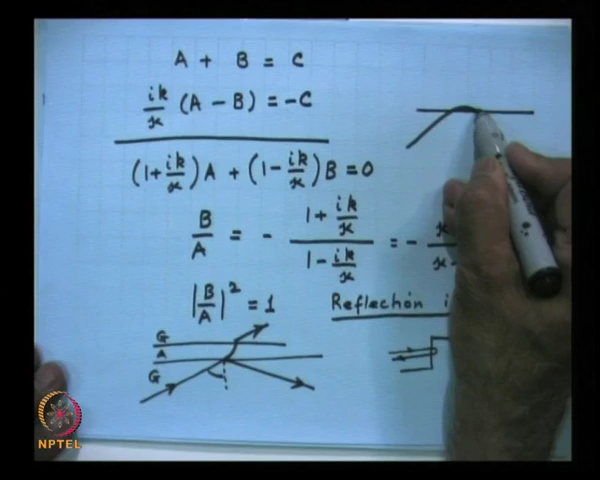 A + B = C
ik/x (A - B) = -C
(1+ik/x)A + (1-ik/x)B = 0
B/A = - (1+ik/x)/(1-ik/x) = -
|B/A|² = 1 Reflection
G
A
G
NPTEL